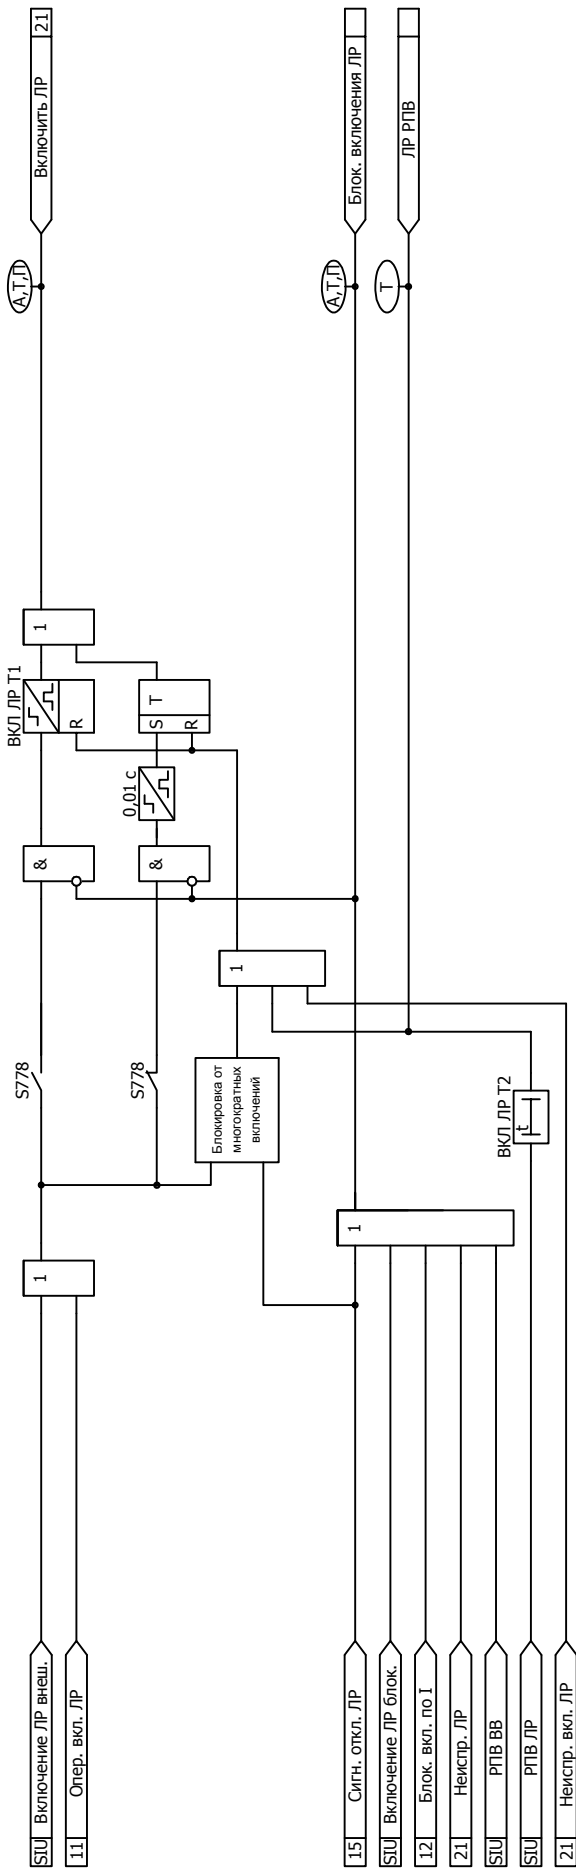 SIU Включение ЛР внеш.
11 Опер. вкл. ЛР
15 Сигн. откл. ЛР
SIU Включение ЛР блок.
12 Блок. вкл. по I
21 Неиспр. ЛР
SIU РПВ ВВ
SIU РПВ ЛР
21 Неиспр. вкл. ЛР
1
1
S778
S778
Блокировка от
многократных
включений
ВКЛ ЛР Т2
t
1
&
&
0,01 с
ВКЛ ЛР Т1
R
S T
R
1
А,Т,П
А,Т,П
Т
Включить ЛР 21
Блок. включения ЛР
ЛР РПВ